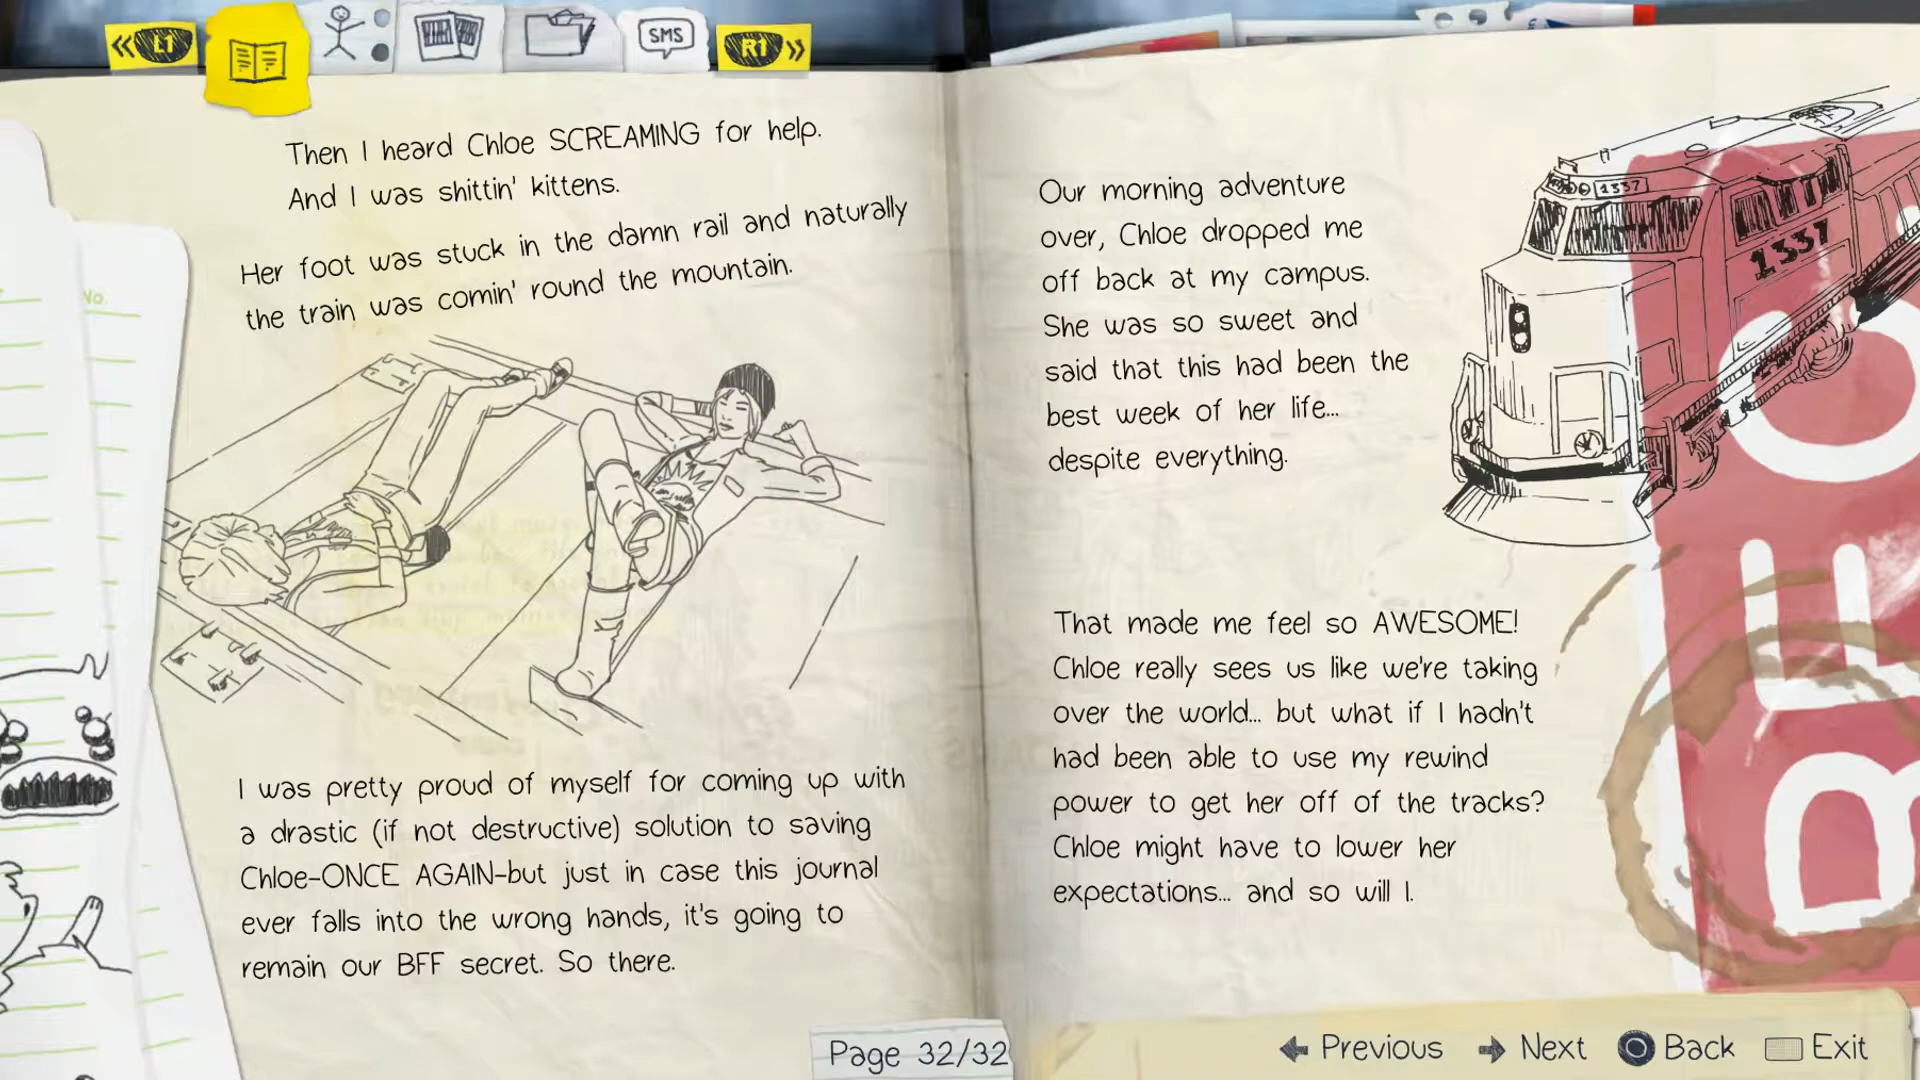 L1
SMS
R1
Then I heard Chloe SCREAMING for help.
And I was shittin' kittens.
Her foot was stuck in the damn rail and naturally
the train was comin' round the mountain.
I was pretty proud of myself for coming up with
a drastic (if not destructive) solution to saving
Chloe-ONCE AGAIN-but just in case this journal
ever falls into the wrong hands, it's going to
remain our BFF secret. So there.
No.
Our morning adventure
over, Chloe dropped me
off back at my campus.
She was so sweet and
said that this had been the
best week of her life...
despite everything.
1337
1337
That made me feel so AWESOME!
Chloe really sees us like we're taking
over the world... but what if I hadn't
had been able to use my rewind
power to get her off of the tracks?
Chloe might have to lower her
expectations... and so will I.
Page 32/32
Previous
Next
Back
Exit